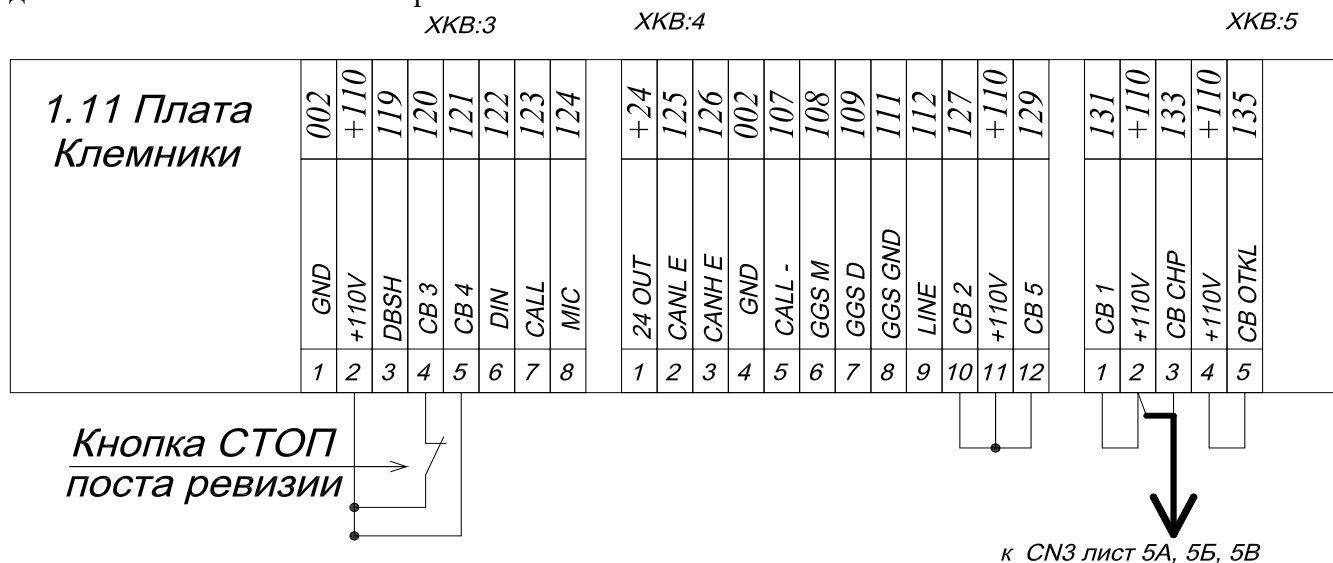 XKB:3
XKB:4
XKB:5
1.11 Плата
Клемники
002 +110 119 120 121 122 123 124
+24 125 126 002 107 108 109 111 112 127 +110 129
131 +110 133 +110 135
GND +110V DBSH CB 3 CB 4 DIN CALL MIC
24 OUT CANL E CANH E GND CALL - GGS M GGS D GGS GND LINE CB 2 +110V CB 5
CB 1 +110V CB CHP +110V CB OTKL
1 2 3 4 5 6 7 8
1 2 3 4 5 6 7 8 9 10 11 12
1 2 3 4 5
Кнопка СТОП
поста ревизии
к CN3 лист 5А, 5Б, 5В